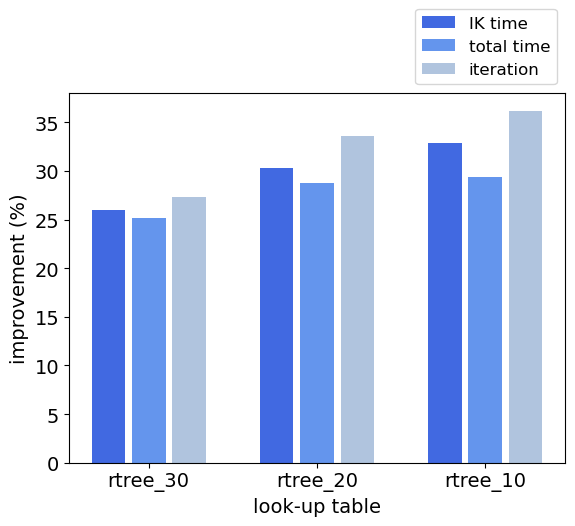 IK time
total time
iteration
improvement (%)
35
30
25
20
15
10
5
0
rtree_30 rtree_20 rtree_10
look-up table